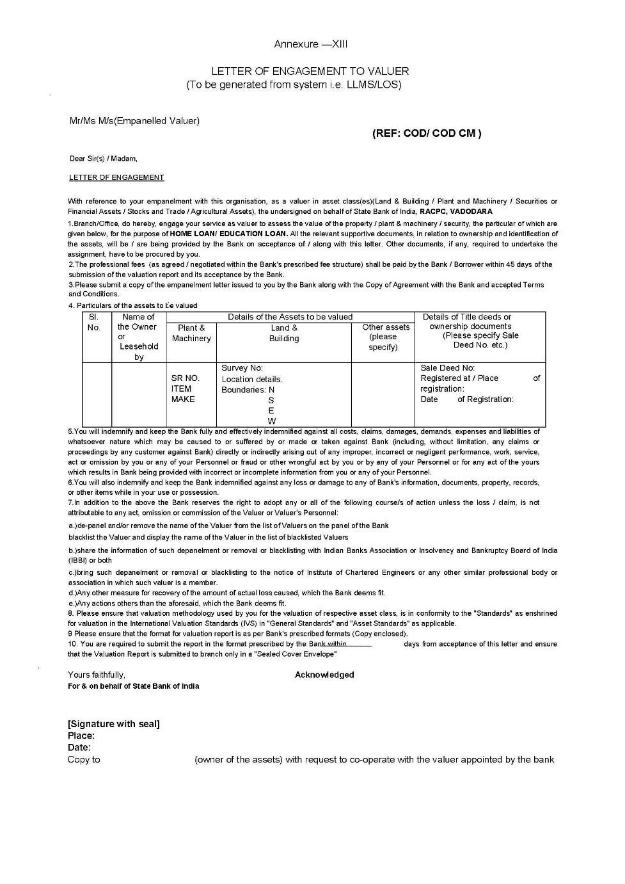 Annexure —XIII
LETTER OF ENGAGEMENT TO VALUER
(To be generated from system i.e. LLMS/LOS)
Mr/Ms M/s(Empanelled Valuer)
(REF: COD/ COD CM )
Dear Sir(s) / Madam,
LETTER OF ENGAGEMENT
With reference to your empanelment with this organisation, as a valuer in asset class(es)(Land & Building / Plant and Machinery / Securities or
Financial Assets / Stocks and Trade / Agricultural Assets), the undersigned on behalf of State Bank of India, RACPC, VADODARA
1.Branch/Office, do hereby, engage your service as valuer to assess the value of the property / plant & machinery / security, the particular of which are
given below, for the purpose of HOME LOAN/ EDUCATION LOAN. All the relevant supportive documents, in relation to ownership and identification of
the assets, will be / are being provided by the Bank on acceptance of / along with this letter. Other documents, if any, required to undertake the
assignment, have to be procured by you.
2.The professional fees (as agreed / negotiated within the Bank's prescribed fee structure) shall be paid by the Bank / Borrower within 45 days of the
submission of the valuation report and its acceptance by the Bank.
3.Please submit a copy of the empanelment letter issued to you by the Bank along with the Copy of Agreement with the Bank and accepted Terms
and Conditions.
4. Particulars of the assets to be valued
Sl. No.
Name of the Owner or Leasehold by
Details of the Assets to be valued
Plant & Machinery
Land & Building
Other assets (please specify)
Details of Title deeds or ownership documents (Please specify Sale Deed No. etc.)
SR NO.
ITEM
MAKE
Survey No:
Location details.
Bounderies: N
S
E
W
Sale Deed No:
Registered at / Place of
registration:
Date of Registration:
5.You will indemnify and keep the Bank fully and effectively indemnified against all costs, claims, damages, demands, expenses and liabilities of
whatsoever nature which may be caused to or suffered by or made or taken against Bank (including, without limitation, any claims or
proceedings by any customer against Bank) directly or indirectly arising out of any improper, incorrect or negligent performance, work, service,
act or omission by you or any of your Personnel or fraud or other wrongful act by you or by any of your Personnel or for any act of the yours
which results in Bank being provided with incorrect or incomplete information from you or any of your Personnel.
6.You will also indemnify and keep the Bank indemnified against any loss or damage to any of Bank's information, documents, property, records,
or other items while in your use or possession.
7.In addition to the above the Bank reserves the right to adopt any or all of the following course/s of action unless the loss / claim, is not
attributable to any act, omission or commission of the Valuer or Valuer's Personnel:
a.)de-panel and/or remove the name of the Valuer from the list of Valuers on the panel of the Bank
blacklist the Valuer and display the name of the Valuer in the list of blacklisted Valuers
b.)share the information of such depanelment or removal or blacklisting with Indian Banks Association or Insolvency and Bankruptcy Board of India
(IBBI) or both
c.)bring such depanelment or removal or blacklisting to the notice of Institute of Chartered Engineers or any other similar professional body or
association in which such valuer is a member.
d.)Any other measure for recovery of the amount of actual loss caused, which the Bank deems fit.
e.)Any actions others than the aforesaid, which the Bank deems fit.
8. Please ensure that valuation methodology used by you for the valuation of respective asset class, is in conformity to the "Standards" as enshrined
for valuation in the International Valuation Standards (IVS) in "General Standards" and "Asset Standards" as applicable.
9 Please ensure that the format for valuation report is as per Bank's prescribed formats (Copy enclosed).
10. You are required to submit the report in the format prescribed by the Bank within______ days from acceptance of this letter and ensure
that the Valuation Report is submitted to branch only in a "Sealed Cover Envelope"
Yours faithfully, Acknowledged
For & on behalf of State Bank of India
[Signature with seal]
Place:
Date:
Copy to (owner of the assets) with request to co-operate with the valuer appointed by the bank